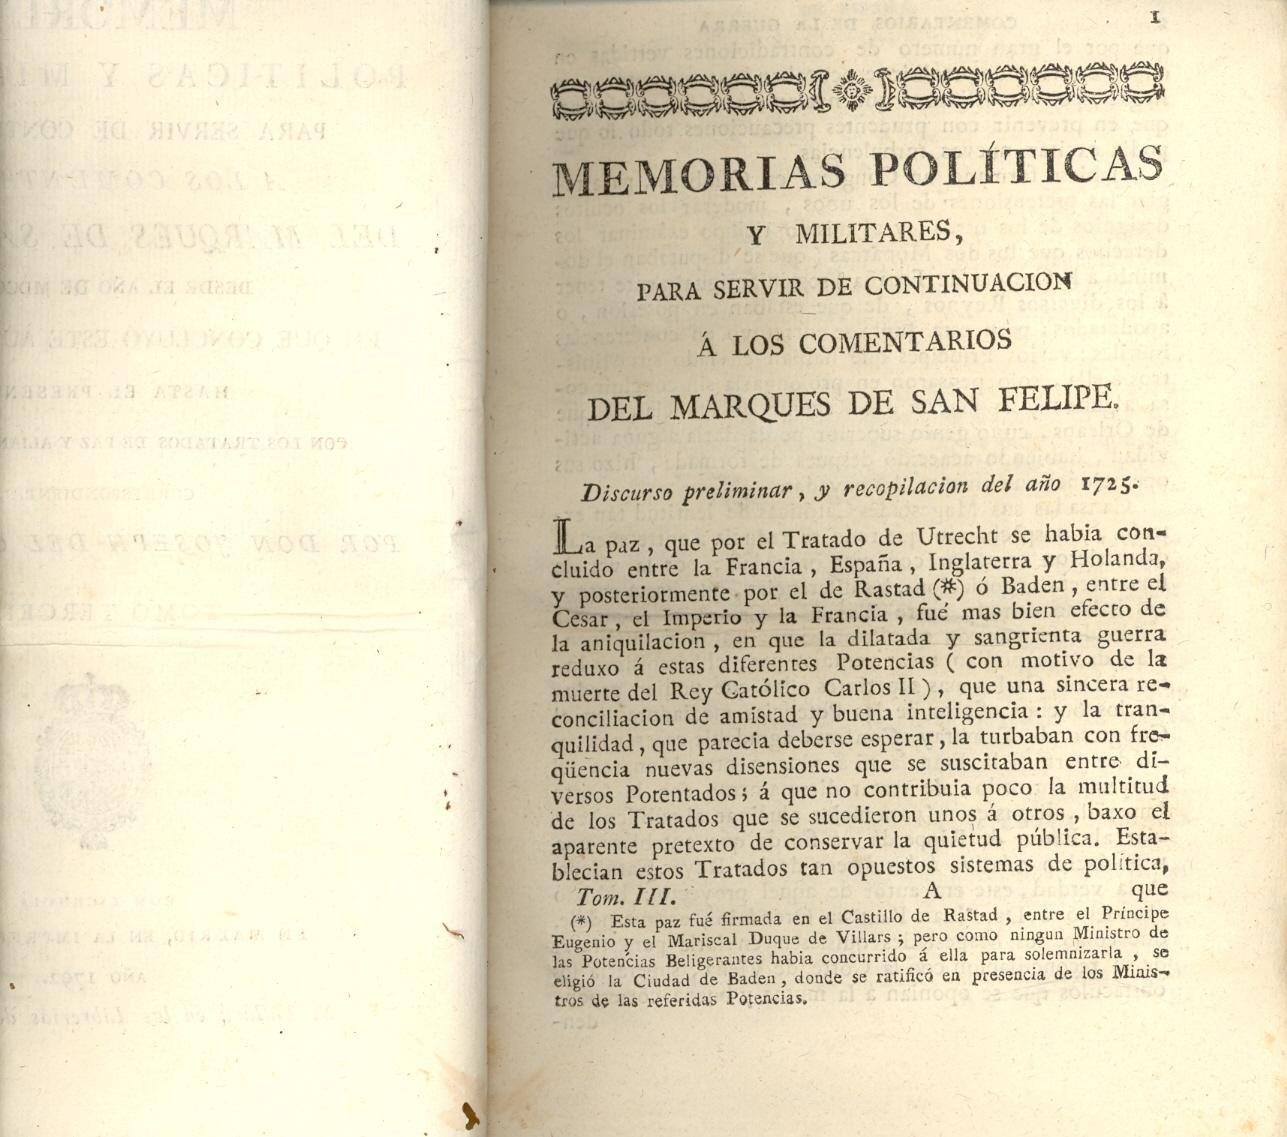 1
MEMORIAS POLÍTICAS
Y MILITARES,
PARA SERVIR DE CONTINUACION
Á LOS COMENTARIOS
DEL MARQUES DE SAN FELIPE.
Discurso preliminar, y recopilacion del año 1725.
La paz, que por el Tratado de Utrecht se habia con-
cluido entre la Francia, España, Inglaterra y Holanda,
y posteriormente por el de Rastad (*) ó Baden, entre el
Cesar, el Imperio y la Francia, fué mas bien efecto de
la aniquilacion, en que la dilatada y sangrienta guerra
reduxo á estas diferentes Potencias (con motivo de la
muerte del Rey Católico Carlos II), que una sincera re-
conciliacion de amistad y buena inteligencia: y la tran-
quilidad, que parecia deberse esperar, la turbaban con fre-
qüencia nuevas disensiones que se suscitaban entre di-
versos Potentados; á que no contribuia poco la multitud
de los Tratados que se sucedieron unos á otros, baxo el
aparente pretexto de conservar la quietud pública. Esta-
blecian estos Tratados tan opuestos sistemas de política,
Tom. III. A que
(*) Esta paz fué firmada en el Castillo de Rastad, entre el Príncipe
Eugenio y el Mariscal Duque de Villars; pero como ningun Ministro de
las Potencias Beligerantes habia concurrido á ella para solemnizarla, se
eligió la Ciudad de Baden, donde se ratificó en presencia de los Minis-
tros de las referidas Potencias.